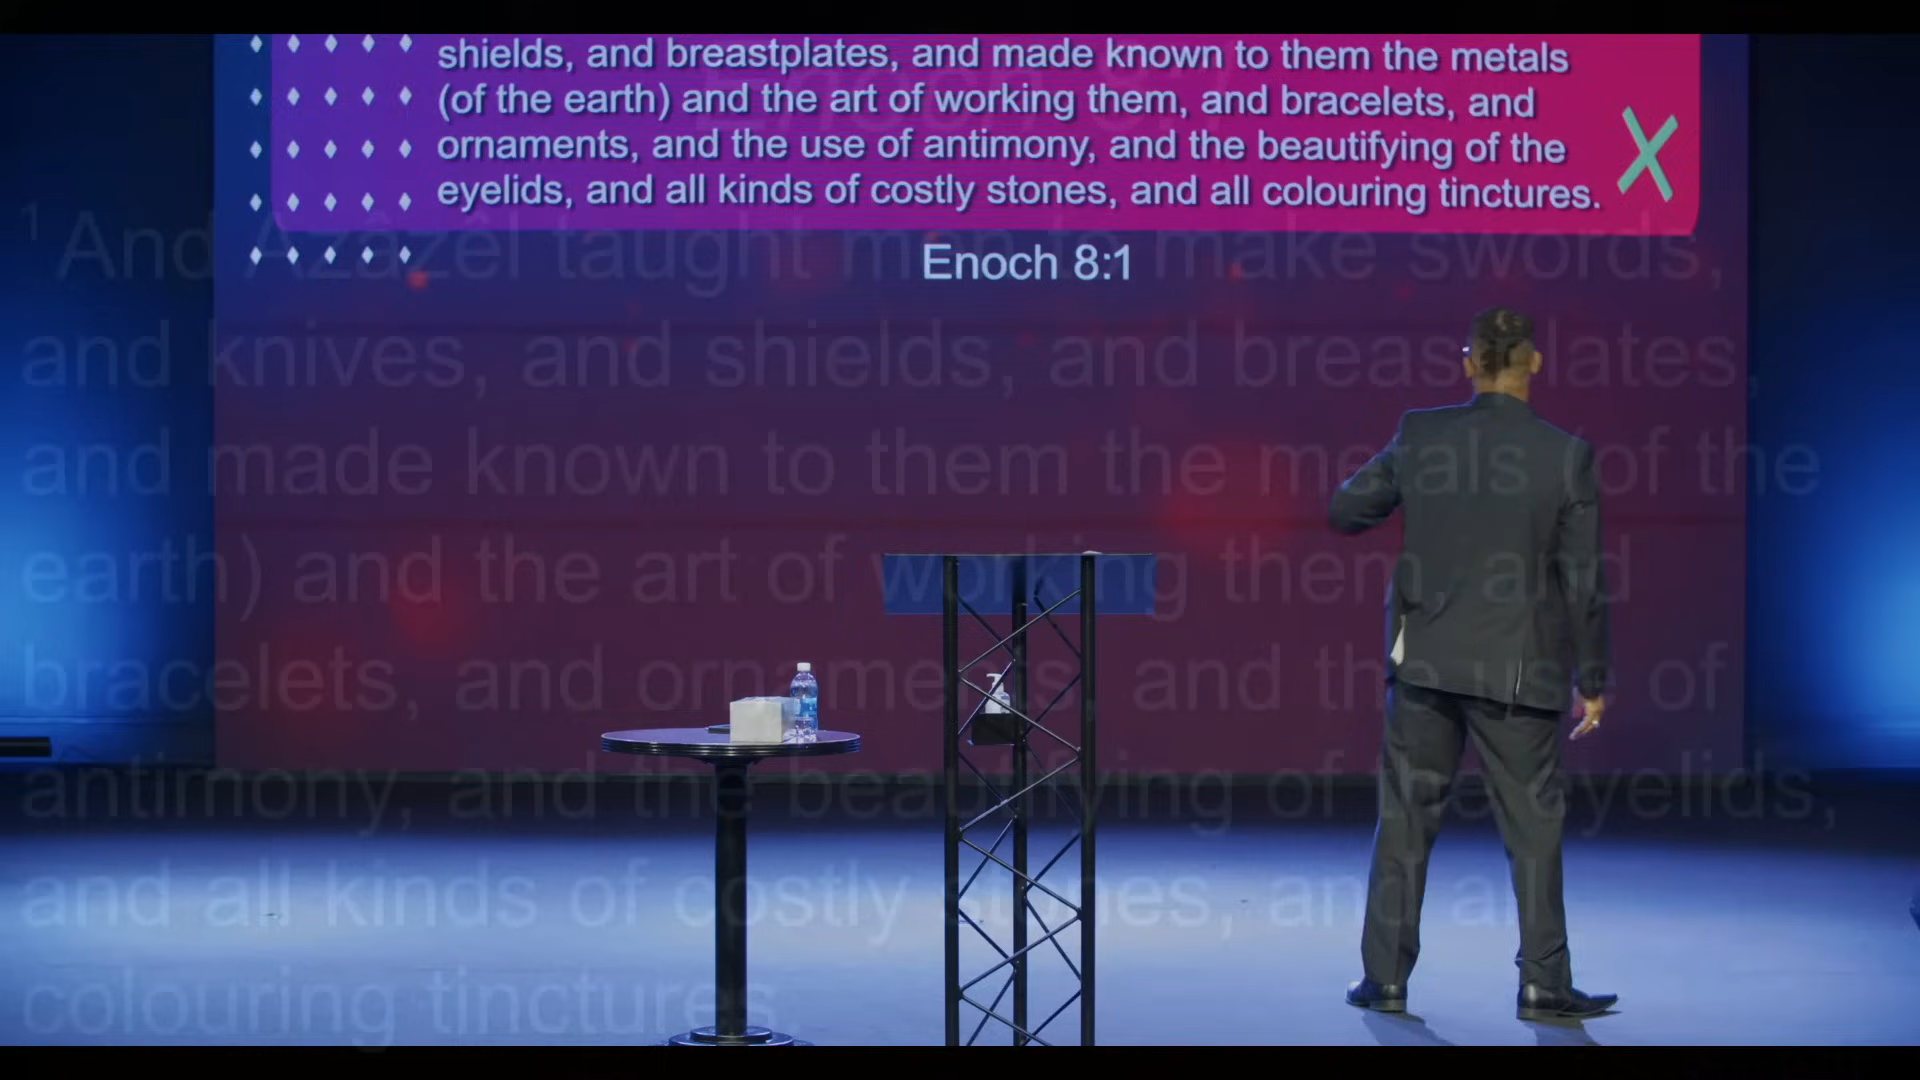 shields, and breastplates, and made known to them the metals
(of the earth) and the art of working them, and bracelets, and
ornaments, and the use of antimony, and the beautifying of the
eyelids, and all kinds of costly stones, and all colouring tinctures.
Enoch 8:1
Enoch 8:1
1 And Azâzêl taught men to make swords,
and knives, and shields, and breastplates,
and made known to them the metals (of the
earth) and the art of working them, and
bracelets, and ornaments, and the use of
antimony, and the beautifying of the eyelids,
and all kinds of costly stones, and all
colouring tinctures.